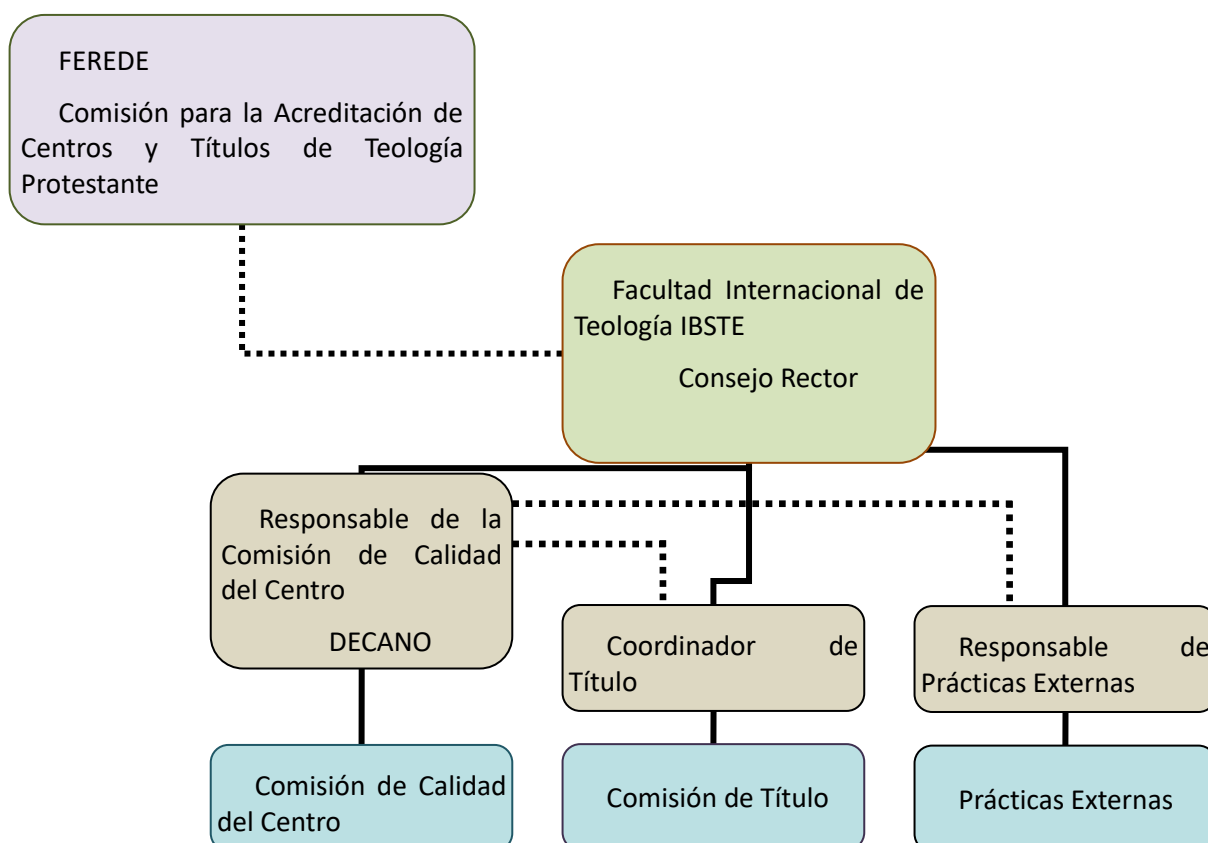 FEREDE
Comisión para la Acreditación de
Centros y Títulos de Teología
Protestante
Facultad Internacional de
Teología IBSTE
Consejo Rector
Responsable de la
Comisión de Calidad
del Centro
DECANO
Coordinador de
Título
Responsable de
Prácticas Externas
Comisión de Calidad
del Centro
Comisión de Título
Prácticas Externas